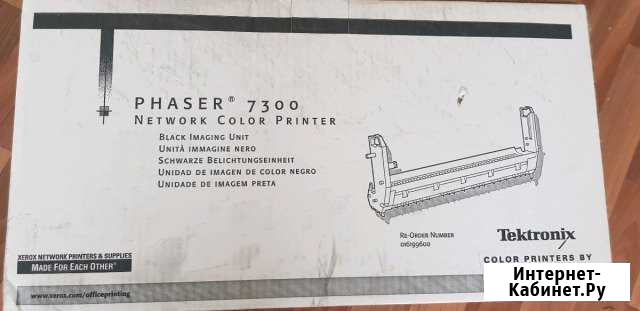 PHASER® 7300
NETWORK COLOR PRINTER
BLACK IMAGING UNIT
UNITÀ IMMAGINE NERO
SCHWARZE BELICHTUNGSEINHEIT
UNIDAD DE IMAGEN DE COLOR NEGRO
UNIDADE DE IMAGEM PRETA
RE-ORDER NUMBER
016199600
Tektronix
COLOR PRINTERS BY
XEROX NETWORK PRINTERS & SUPPLIES
MADE FOR EACH OTHER®
www.xerox.com/officeprinting
Интернет-
Кабинет.Ру